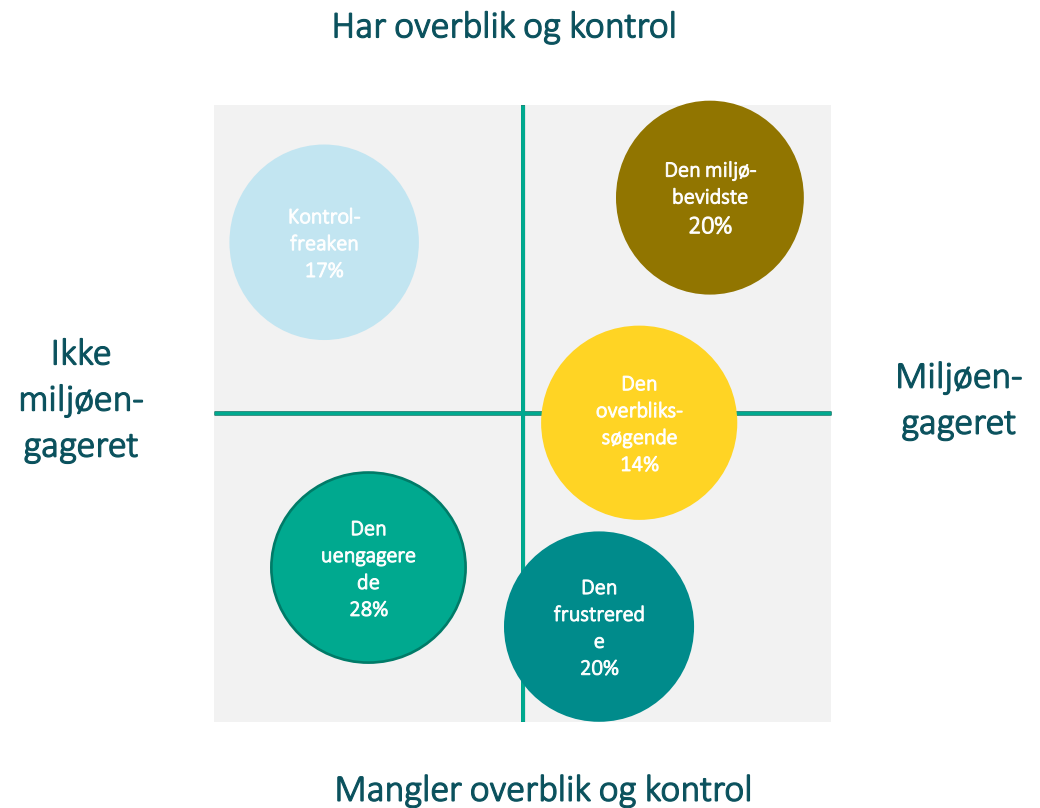 Har overblik og kontrol
Den miljø-
bevidste
20%
Kontrol-
freaken
17%
Ikke
miljøen-
gageret
Miljøen-
gageret
Den
overbliks-
søgende
14%
Den
uengagere
de
28%
Den
frustrered
e
20%
Mangler overblik og kontrol